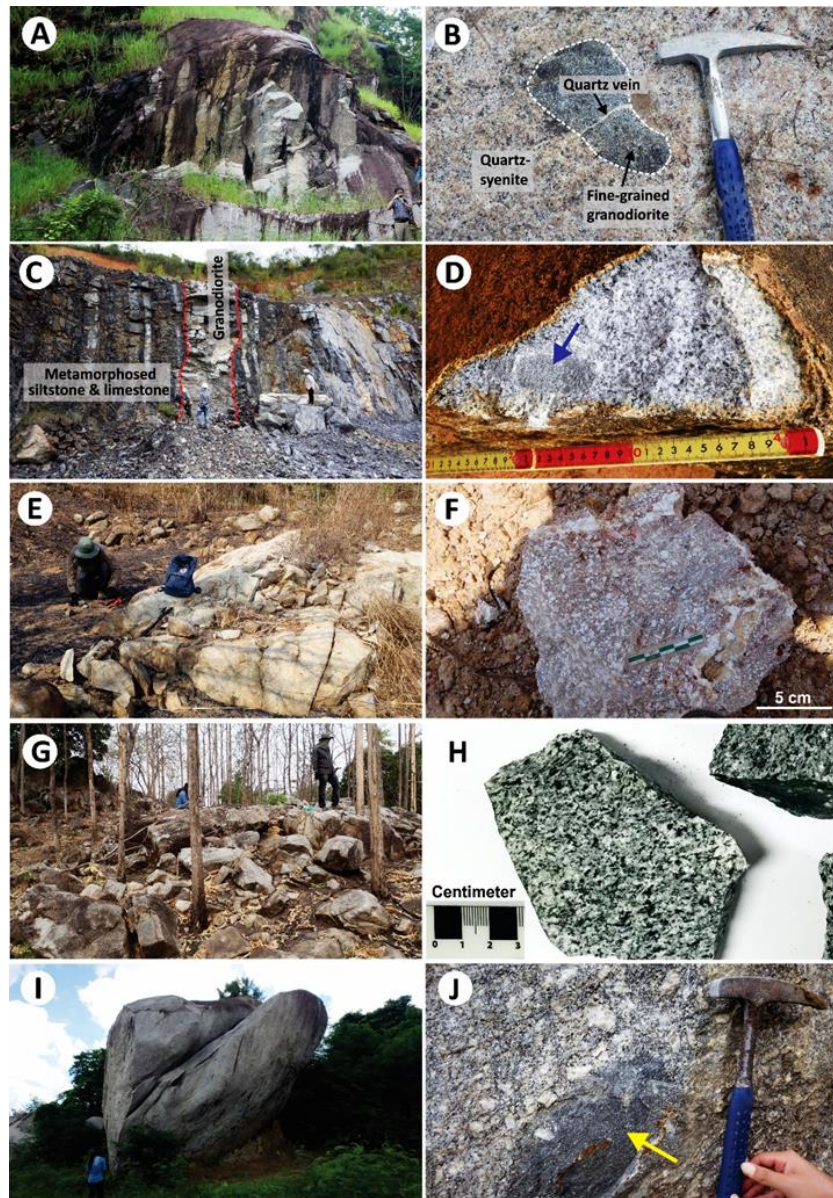 A
B
Quartz vein
Quartz-
syenite
Fine-grained
granodiorite
C
Granodiorite
Metamorphosed
siltstone & limestone
D
E
F
5 cm
G
H
Centimeter
0 1 2 3
I
J